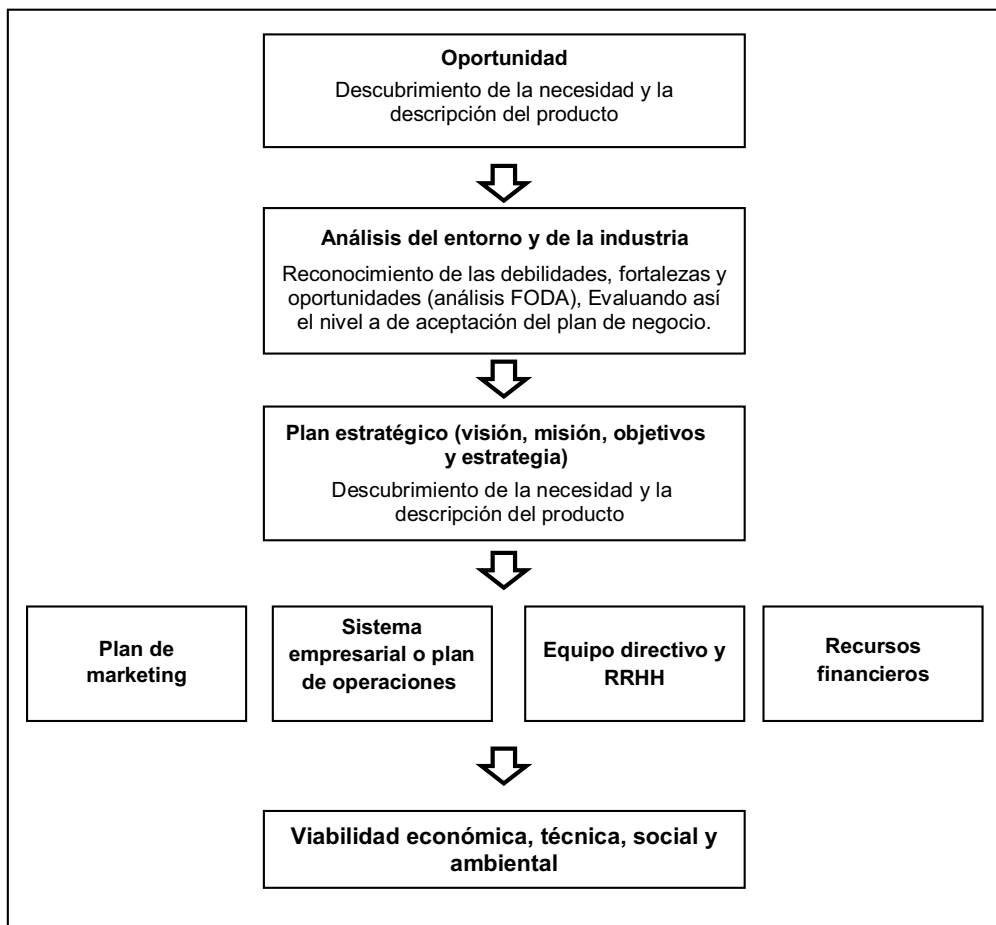 Oportunidad
Descubrimiento de la necesidad y la
descripción del producto
Análisis del entorno y de la industria
Reconocimiento de las debilidades, fortalezas y
oportunidades (análisis FODA), Evaluando así
el nivel a de aceptación del plan de negocio.
Plan estratégico (visión, misión, objetivos
y estrategia)
Descubrimiento de la necesidad y la
descripción del producto
Plan de
marketing
Sistema
empresarial o plan
de operaciones
Equipo directivo y
RRHH
Recursos
financieros
Viabilidad económica, técnica, social y
ambiental